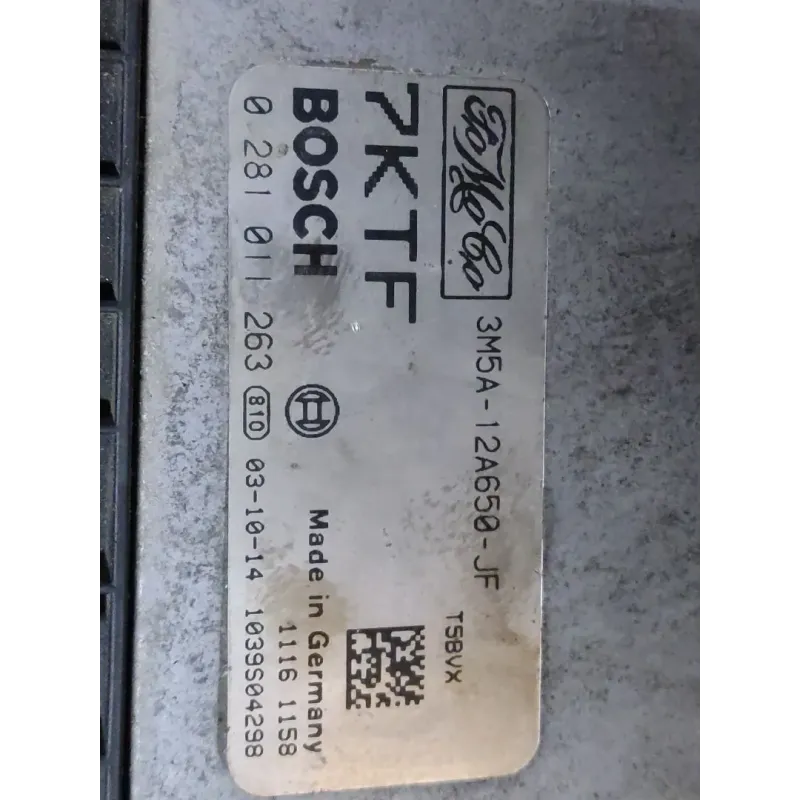 FoMoCo 3M5A-12A650-JF
7KTF T5BVX
BOSCH Made in Germany
1116 1158
0 281 011 263 810 03-10-14 1039S04298